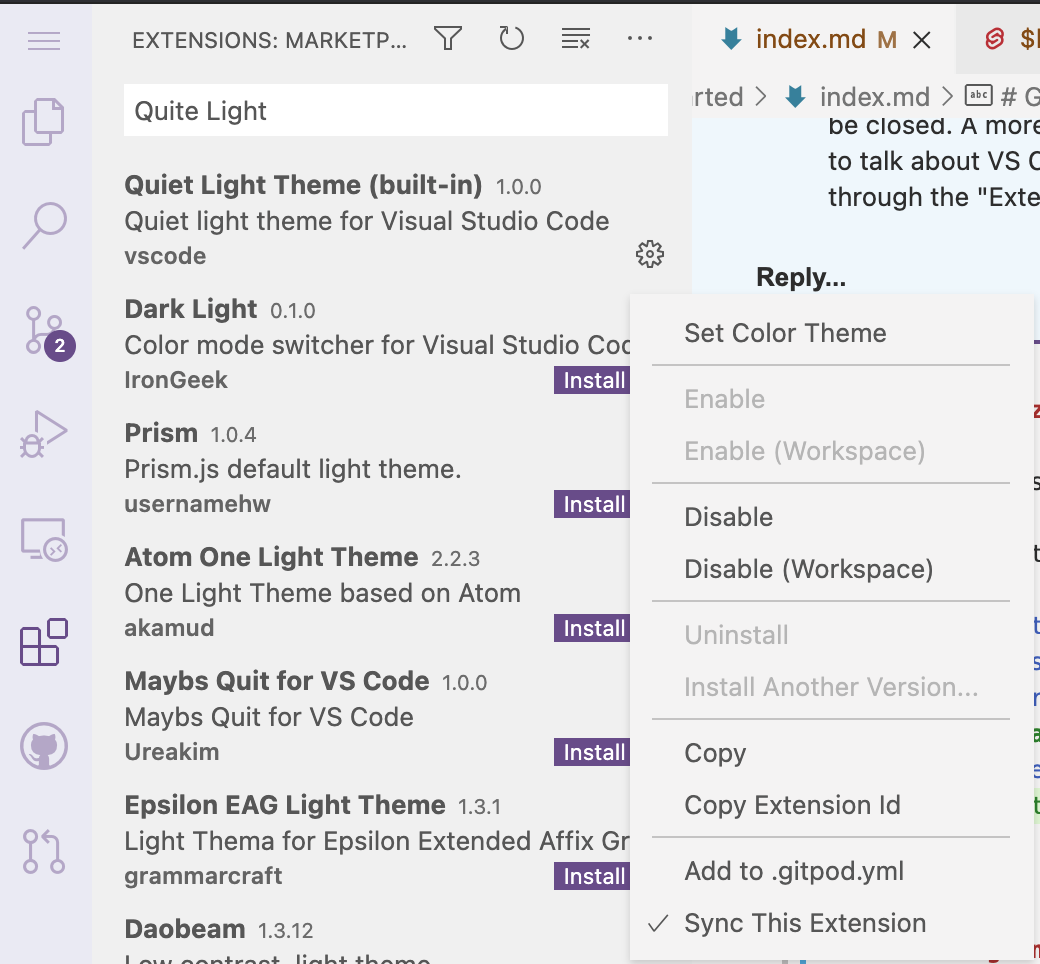 EXTENSIONS: MARKETP...
index.md M
Quite Light
rted > index.md > abc # G
be closed. A more
to talk about VS C
through the "Exte
Quiet Light Theme (built-in) 1.0.0
Quiet light theme for Visual Studio Code
vscode
Reply...
Dark Light 0.1.0
Color mode switcher for Visual Studio Cod
IronGeek
Install
Prism 1.0.4
Prism.js default light theme.
usernamehw
Install
Atom One Light Theme 2.2.3
One Light Theme based on Atom
akamud
Install
Maybs Quit for VS Code 1.0.0
Maybs Quit for VS Code
Ureakim
Install
Epsilon EAG Light Theme 1.3.1
Light Thema for Epsilon Extended Affix Gr
grammarcraft
Install
Daobeam 1.3.12
2
Set Color Theme
Enable
Enable (Workspace)
Disable
Disable (Workspace)
Uninstall
Install Another Version...
Copy
Copy Extension Id
Add to .gitpod.yml
Sync This Extension